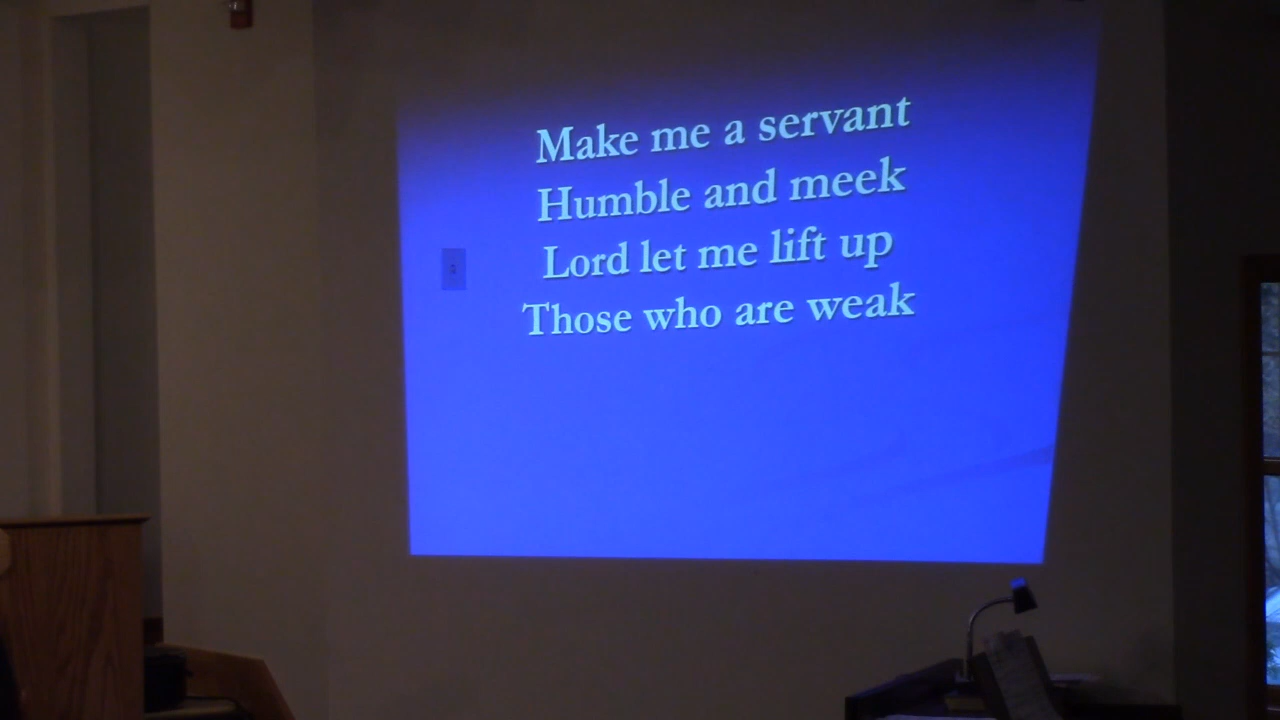 Make me a servant
Humble and meek
Lord let me lift up
Those who are weak